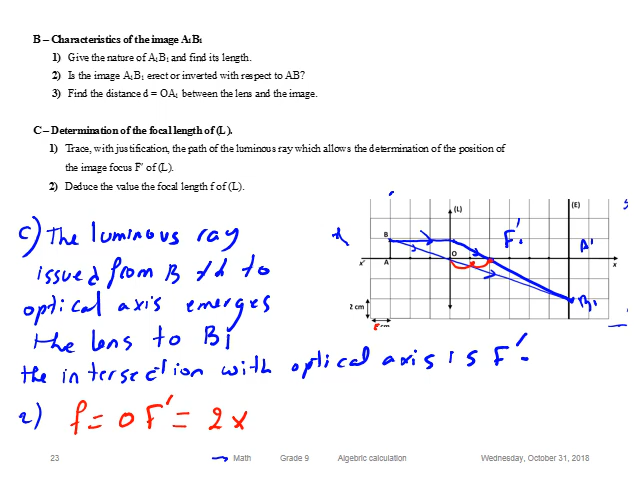 B – Characteristics of the image A₁B₁
1) Give the nature of A₁B₁ and find its length.
2) Is the image A₁B₁ erect or inverted with respect to AB?
3) Find the distance d = OA₁ between the lens and the image.
C – Determination of the focal length of (L).
1) Trace, with justification, the path of the luminous ray which allows the determination of the position of
the image focus F' of (L).
2) Deduce the value the focal length f of (L).
C) The luminous ray
issued from B // to
optical axis emerges
the lens to B1
the intersection with optical axis is F'.
2) f = OF' = 2 x
(L)
(E)
B
F'
A'
O
x'
A
x
B1
2 cm
23
Math
Grade 9
Algebric calculation
Wednesday, October 31, 2018